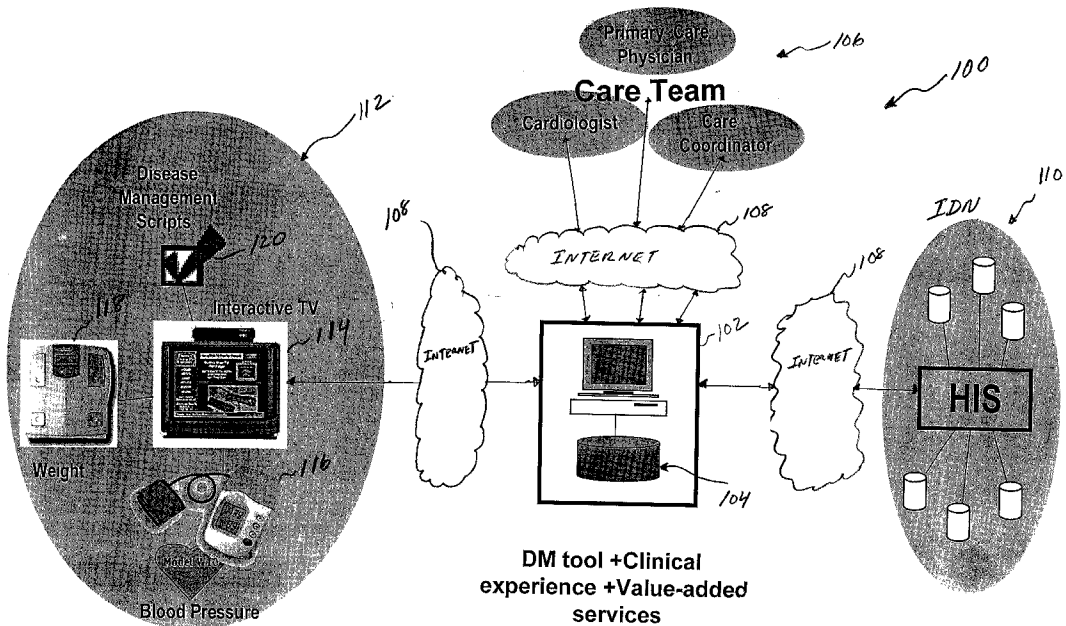 *Primary Care
Physician
106
Care Team
100
Cardiologist
Care
Coordinator
112
Disease
Management
Scripts
120
108
108
INTERNET
IDN
110
108
118
Interactive TV
114
INTERNET
102
INTERNET
HIS
Weight
116
104
Blood Pressure
DM tool +Clinical
experience +Value-added
services